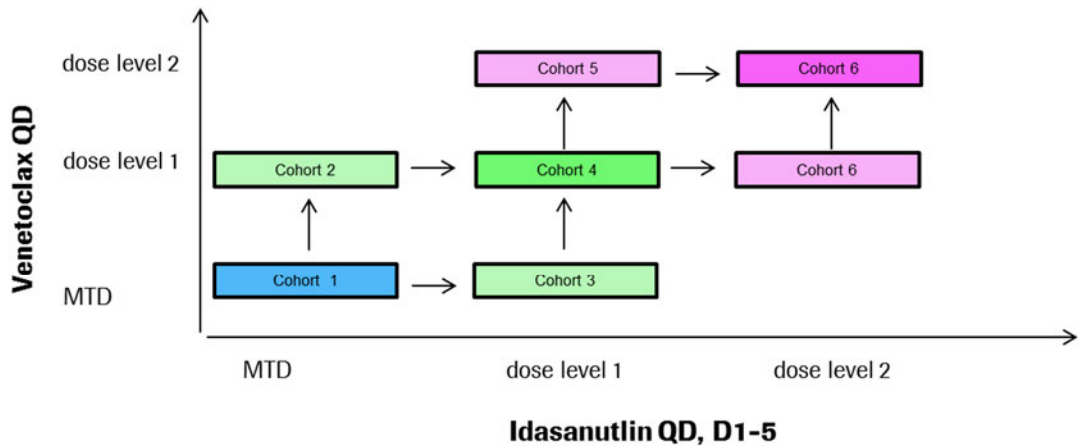 Venetoclax QD
dose level 2
Cohort 5
Cohort 6
dose level 1
Cohort 2
Cohort 4
Cohort 6
MTD
Cohort 1
Cohort 3
MTD
dose level 1
dose level 2
Idasanutlin QD, D1-5